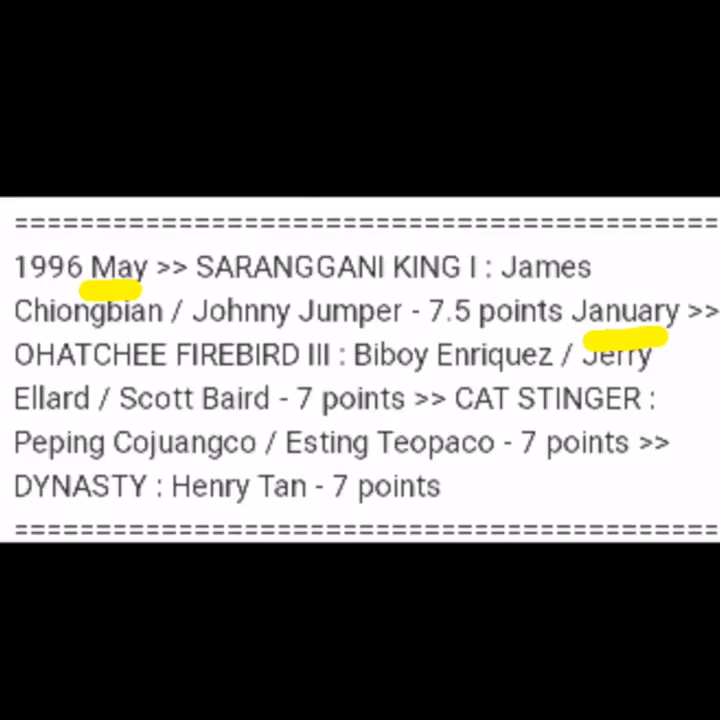 ==========================================
1996 May >> SARANGGANI KING I : James
Chiongbian / Johnny Jumper - 7.5 points January >>
OHATCHEE FIREBIRD III : Biboy Enriquez / Jerry
Ellard / Scott Baird - 7 points >> CAT STINGER :
Peping Cojuangco / Esting Teopaco - 7 points >>
DYNASTY : Henry Tan - 7 points
==========================================